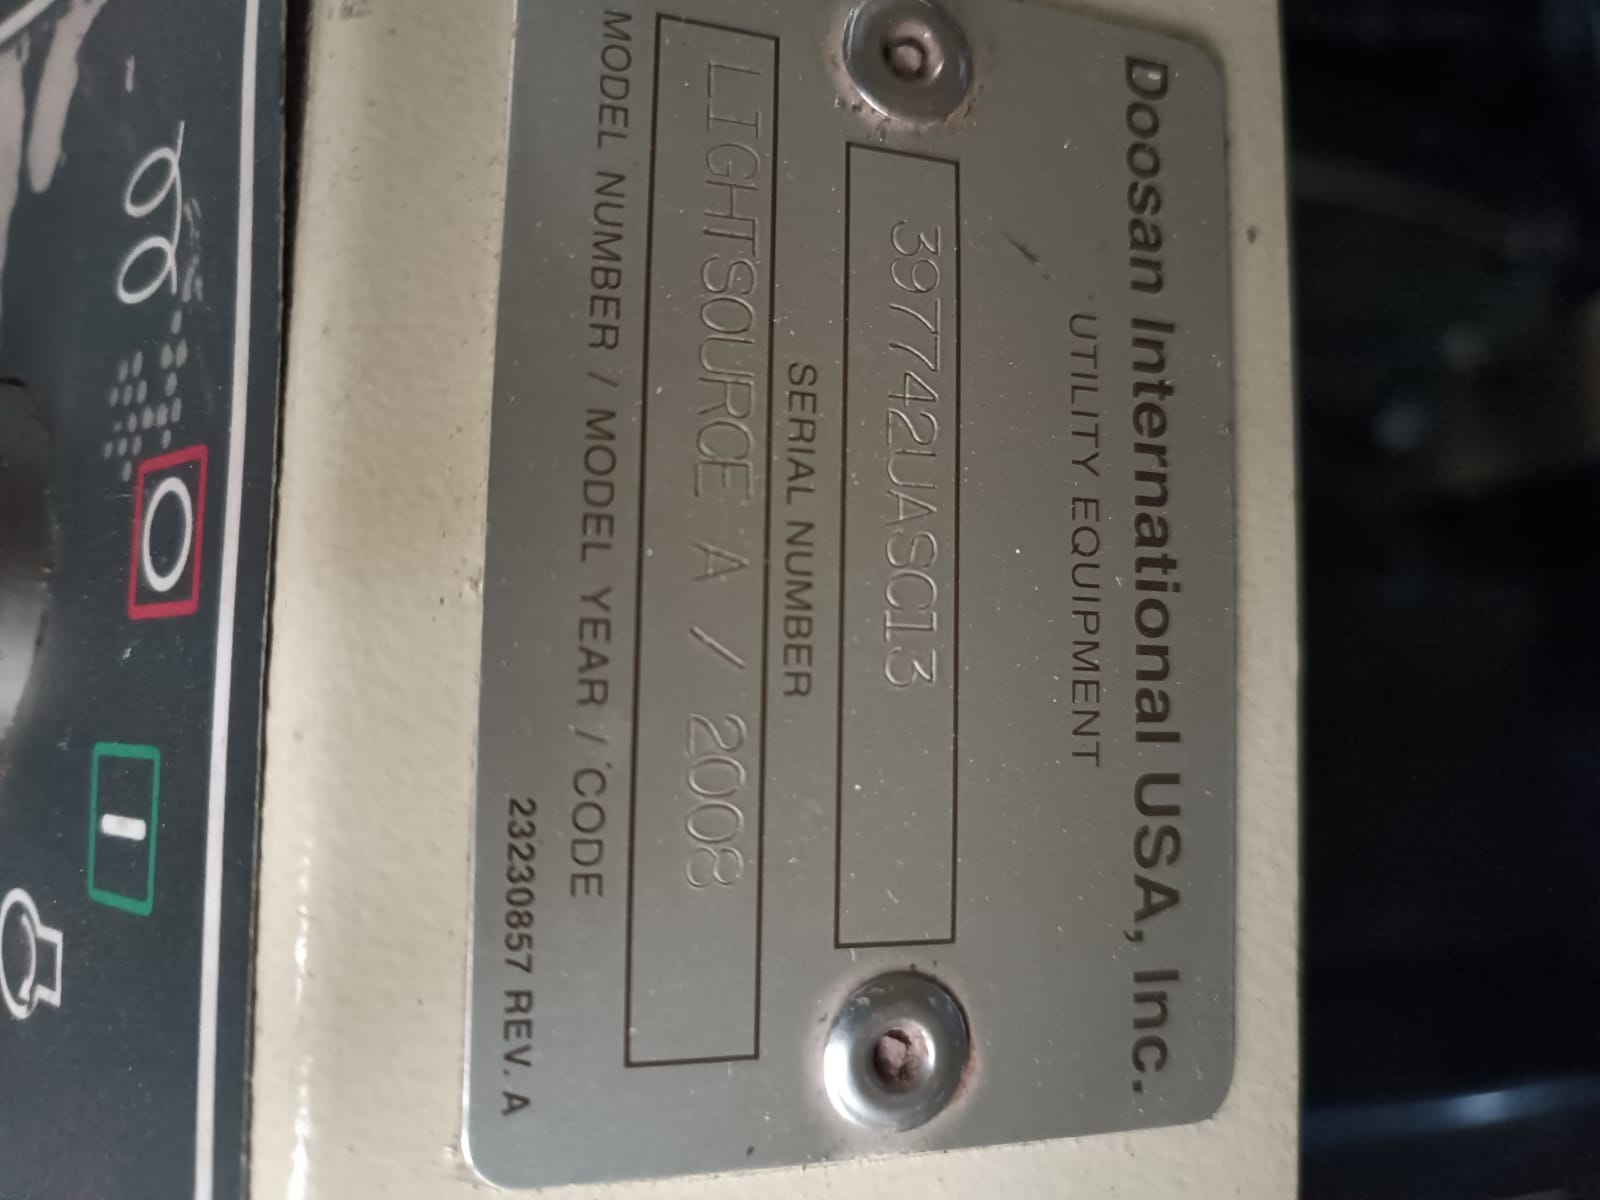 Doosan International USA, Inc.
UTILITY EQUIPMENT
397742UASC13
SERIAL NUMBER
LIGHTSOURCE A / 2008
MODEL NUMBER / MODEL YEAR / CODE
23230857 REV. A